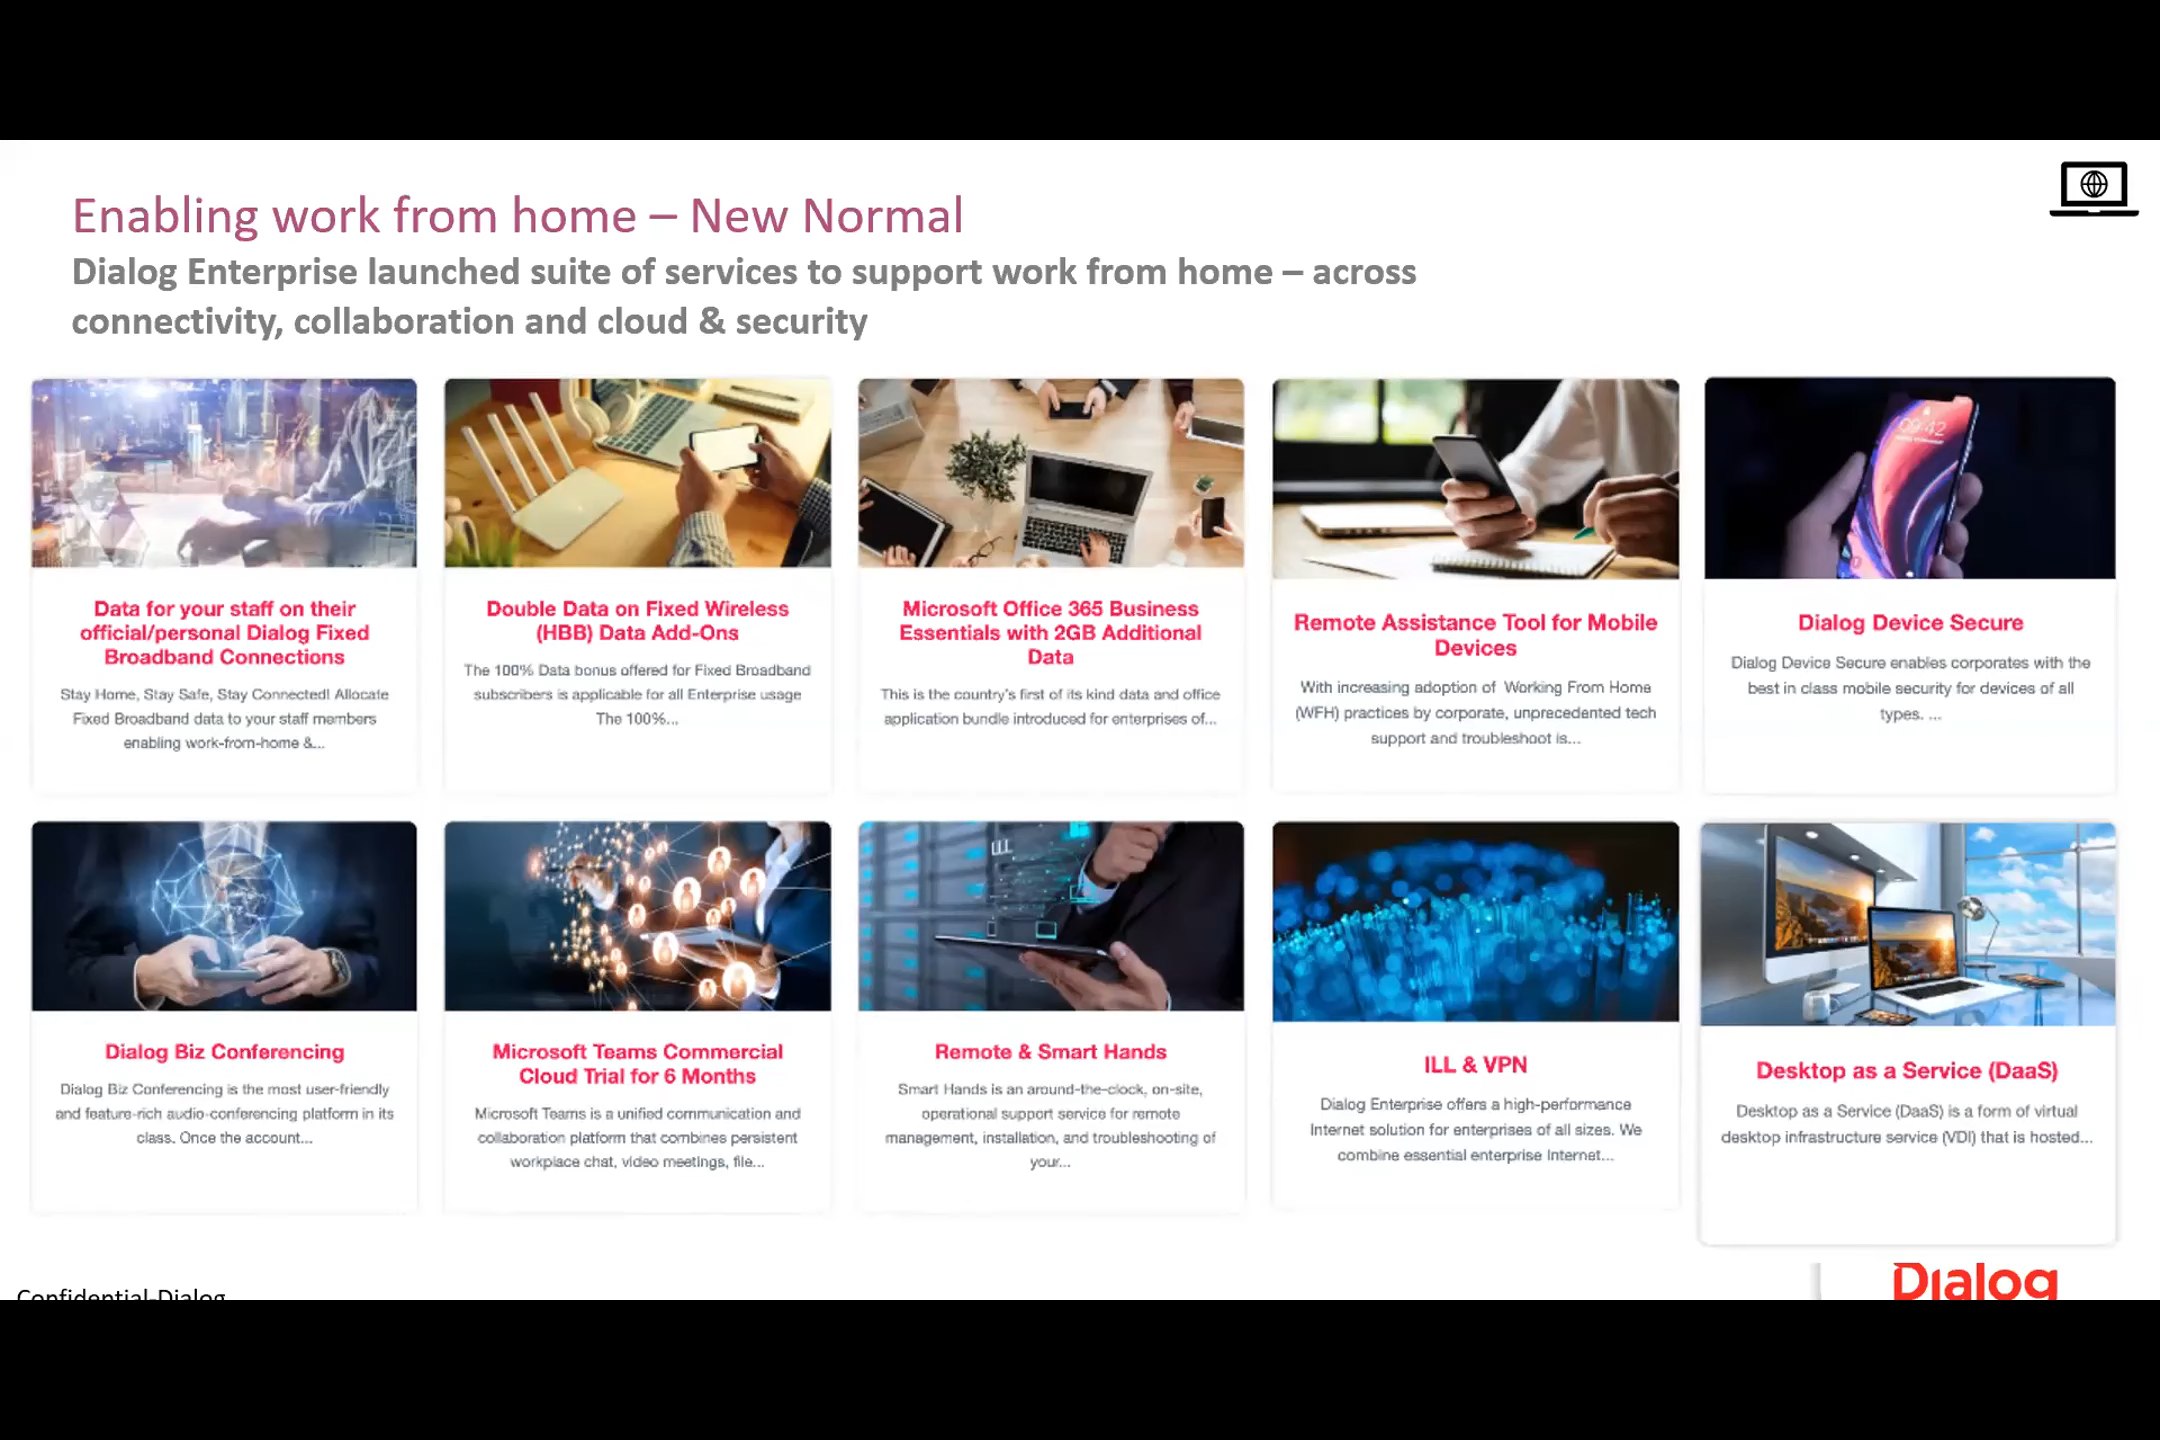 Enabling work from home – New Normal
Dialog Enterprise launched suite of services to support work from home – across
connectivity, collaboration and cloud & security
Data for your staff on their
official/personal Dialog Fixed
Broadband Connections
Stay Home, Stay Safe, Stay Connected! Allocate
Fixed Broadband data to your staff members
enabling work-from-home &...
Double Data on Fixed Wireless
(HBB) Data Add-Ons
The 100% Data bonus offered for Fixed Broadband
subscribers is applicable for all Enterprise usage
The 100%...
Microsoft Office 365 Business
Essentials with 2GB Additional
Data
This is the country's first of its kind data and office
application bundle introduced for enterprises of...
Remote Assistance Tool for Mobile
Devices
With increasing adoption of Working From Home
(WFH) practices by corporate, unprecedented tech
support and troubleshoot is...
09:42
Dialog Device Secure
Dialog Device Secure enables corporates with the
best in class mobile security for devices of all
types. ...
Dialog Biz Conferencing
Dialog Biz Conferencing is the most user-friendly
and feature-rich audio-conferencing platform in its
class. Once the account...
Microsoft Teams Commercial
Cloud Trial for 6 Months
Microsoft Teams is a unified communication and
collaboration platform that combines persistent
workplace chat, video meetings, file...
Remote & Smart Hands
Smart Hands is an around-the-clock, on-site,
operational support service for remote
management, installation, and troubleshooting of
your...
ILL & VPN
Dialog Enterprise offers a high-performance
Internet solution for enterprises of all sizes. We
combine essential enterprise Internet...
Desktop as a Service (DaaS)
Desktop as a Service (DaaS) is a form of virtual
desktop infrastructure service (VDI) that is hosted...
Confidential-Dialog
Dialog